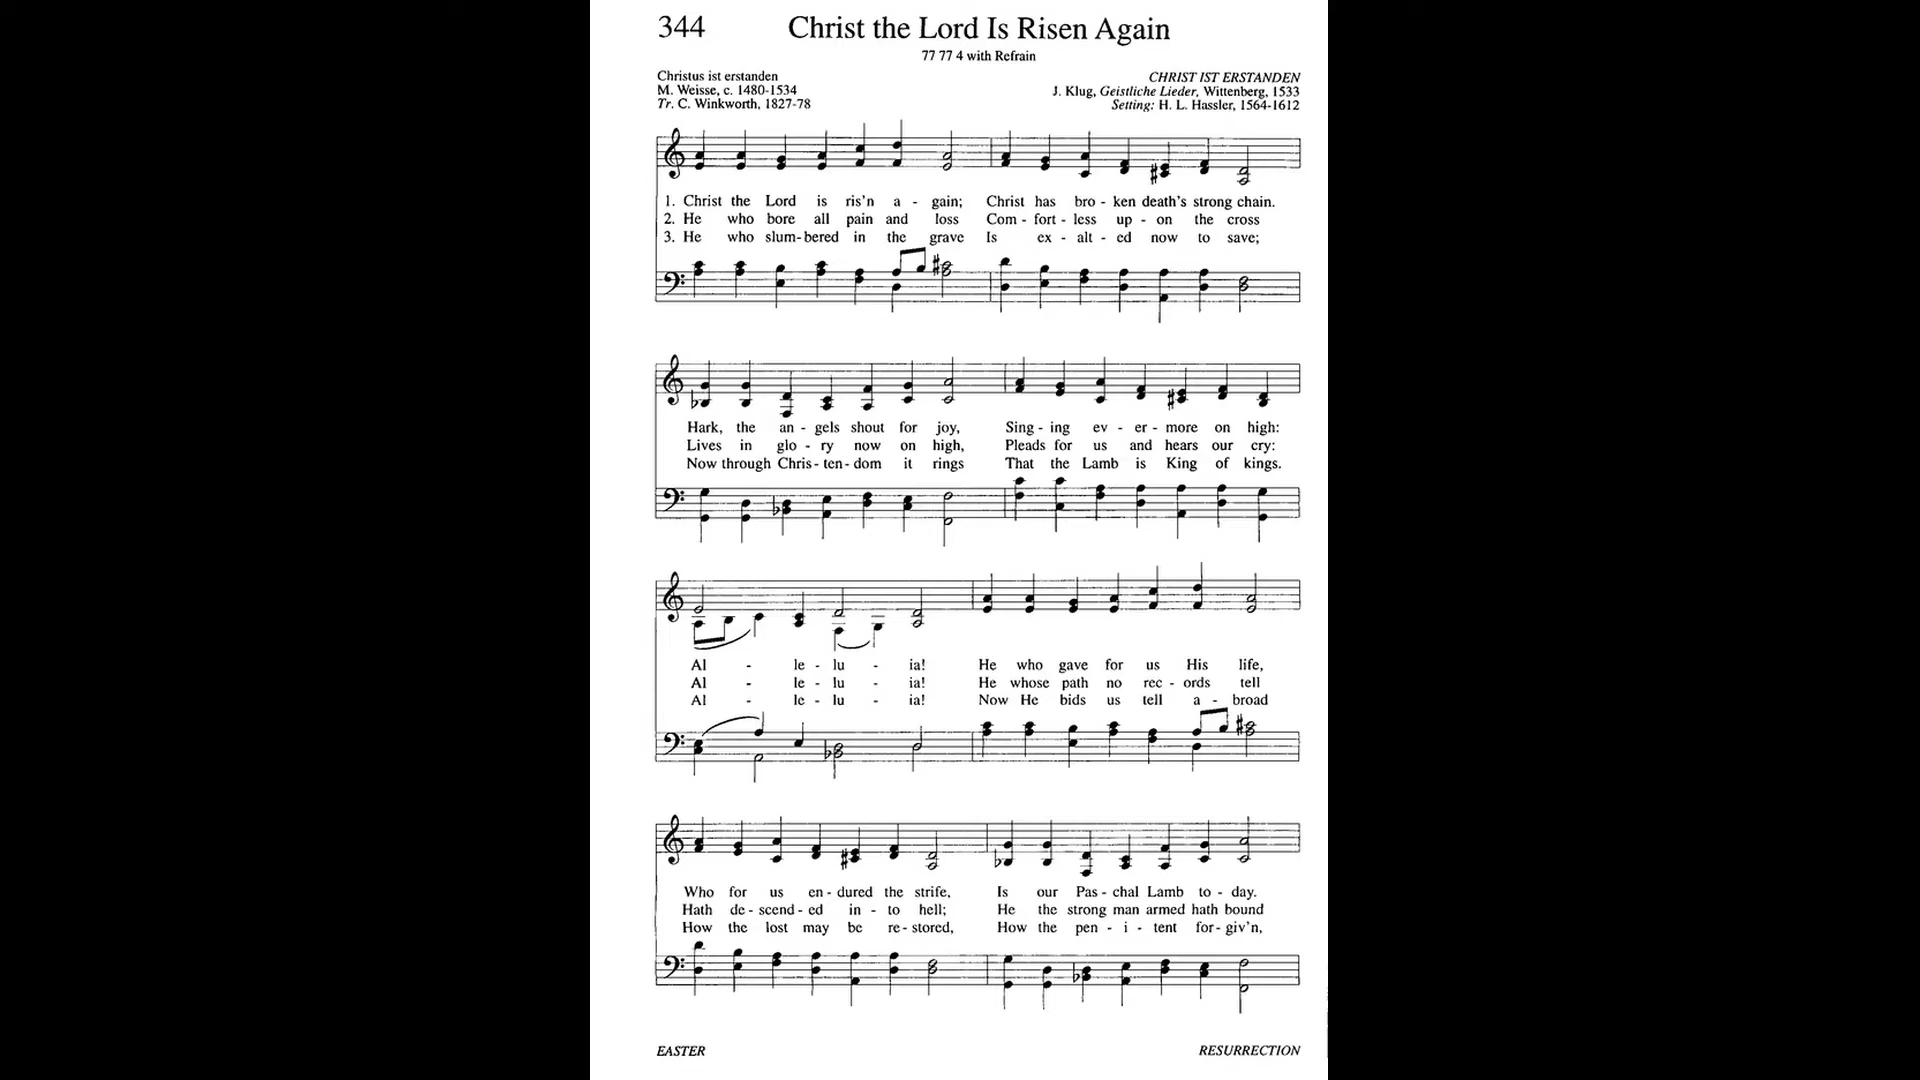 344 Christ the Lord Is Risen Again
77 77 4 with Refrain
Christus ist erstanden CHRIST IST ERSTANDEN
M. Weisse, c. 1480-1534 J. Klug, Geistliche Lieder, Wittenberg, 1533
Tr. C. Winkworth, 1827-78 Setting: H. L. Hassler, 1564-1612
1. Christ the Lord is ris'n a - gain; Christ has bro - ken death's strong chain.
2. He who bore all pain and loss Com - fort - less up - on the cross
3. He who slum - bered in the grave Is ex - alt - ed now to save;
Hark, the an - gels shout for joy, Sing - ing ev - er - more on high:
Lives in glo - ry now on high, Pleads for us and hears our cry:
Now through Chris - ten - dom it rings That the Lamb is King of kings.
Al - le - lu - ia! He who gave for us His life,
Al - le - lu - ia! He whose path no rec - ords tell
Al - le - lu - ia! Now He bids us tell a - broad
Who for us en - dured the strife, Is our Pas - chal Lamb to - day.
Hath de - scend - ed in - to hell; He the strong man armed hath bound
How the lost may be re - stored, How the pen - i - tent for - giv'n,
EASTER RESURRECTION